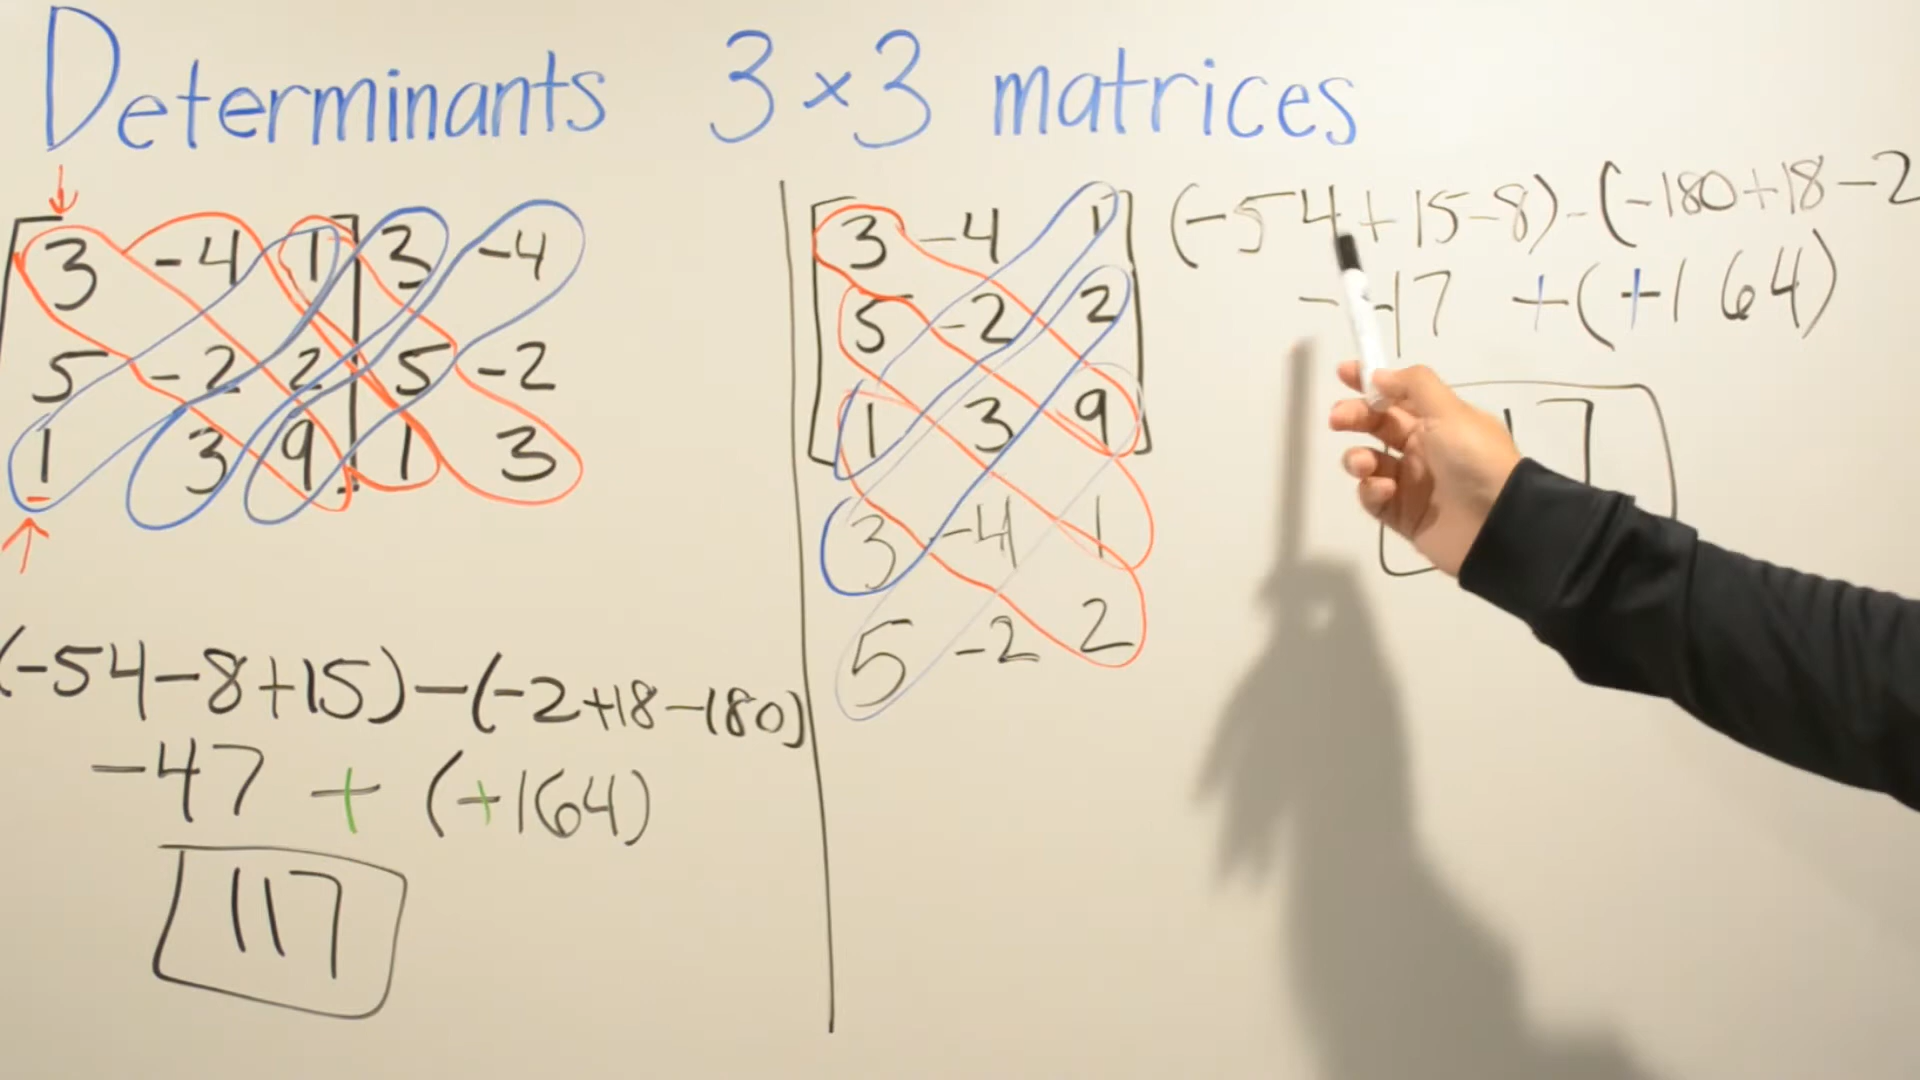 Determinants 3×3 matrices
3 -4 1 3 -4
5 -2 2 5 -2
1 3 9 1 3
(-54-8+15)-(-2+18-180)
-47 + (+164)
117
3 -4 1
5 -2 2
1 3 9
3 -4 1
5 -2 2
(-54+15-8)-(-180+18-2
+(+164)
17